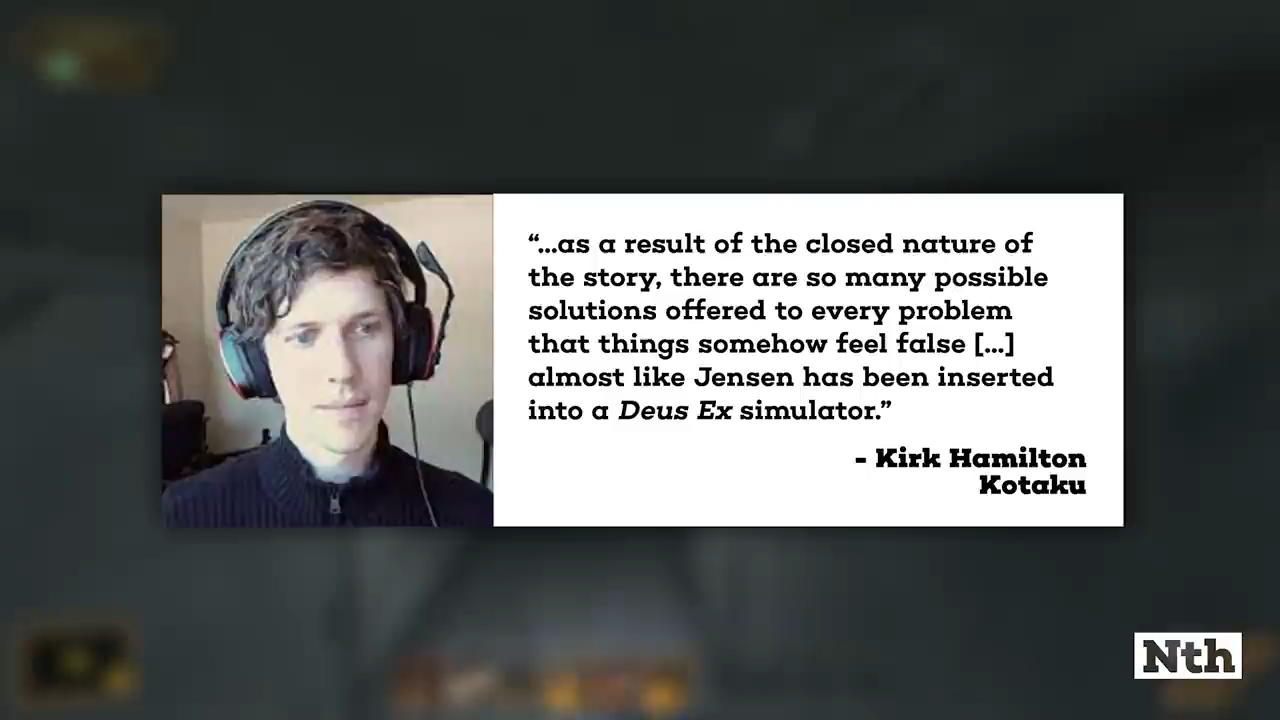 “...as a result of the closed nature of
the story, there are so many possible
solutions offered to every problem
that things somehow feel false [...]
almost like Jensen has been inserted
into a Deus Ex simulator.”
- Kirk Hamilton
Kotaku
Nth